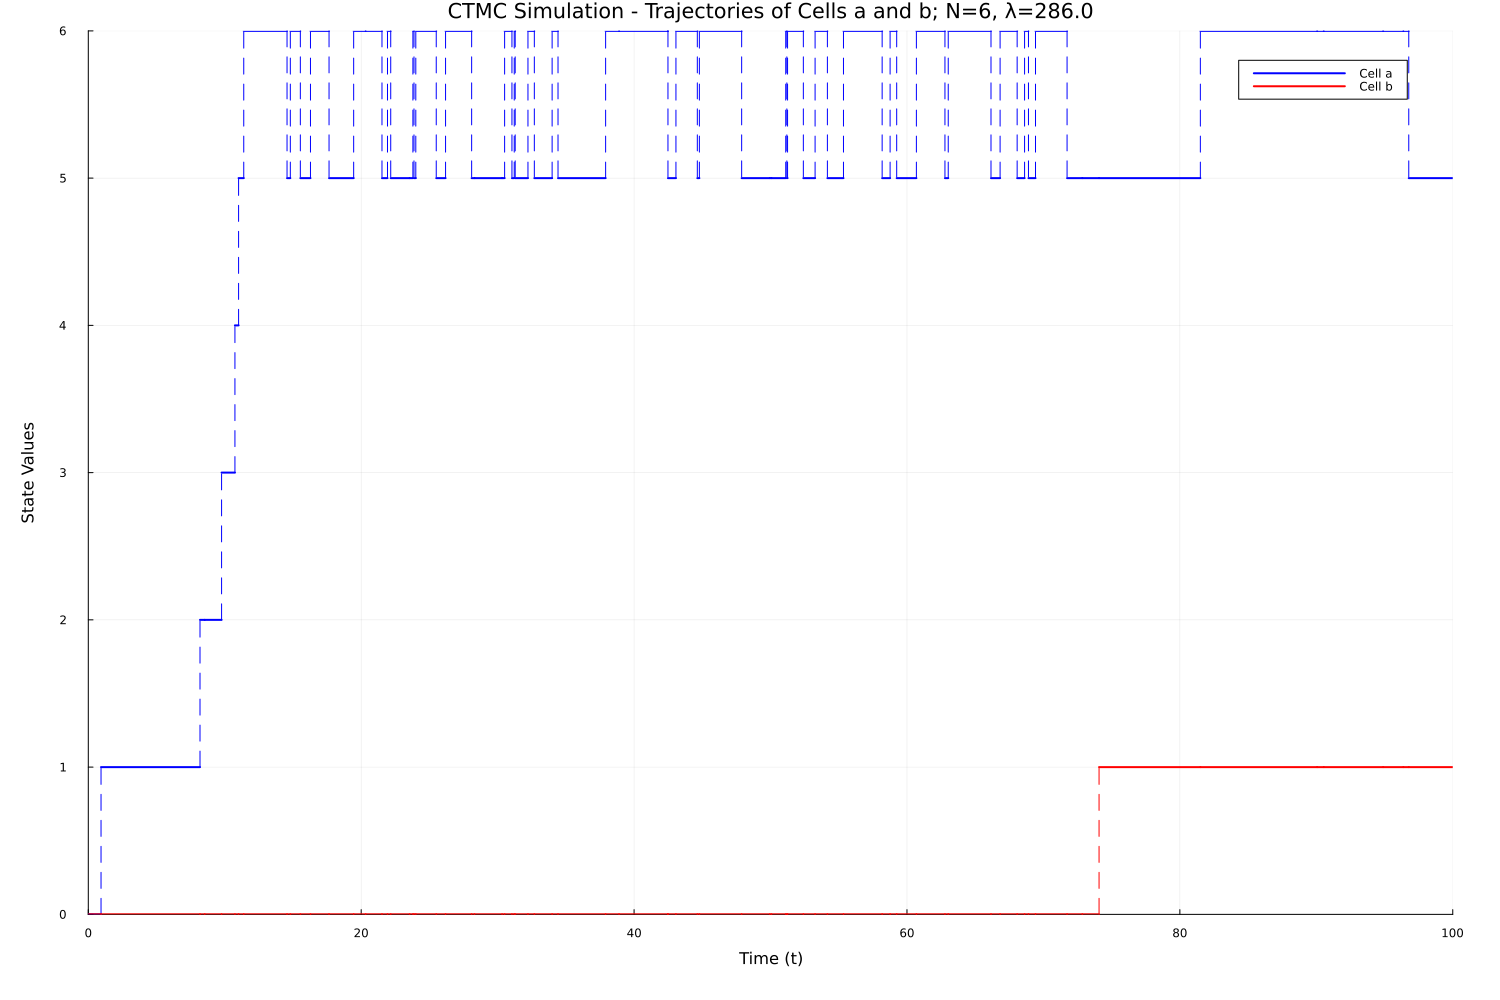 CTMC Simulation - Trajectories of Cells a and b; N=6, λ=286.0
6
5
4
3
2
1
0
State Values
Cell a
Cell b
0 20 40 60 80 100
Time (t)